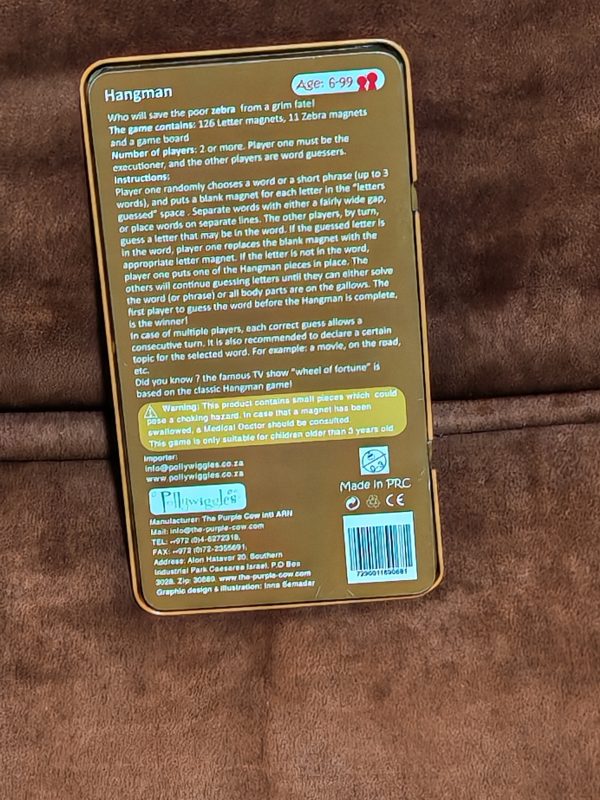 Hangman
Age: 6-99
Who will save the poor zebra from a grim fate!
The game contains: 126 Letter magnets, 11 Zebra magnets
and a game board
Number of players: 2 or more. Player one must be the
executioner, and the other players are word guessers.
Instructions:
Player one randomly chooses a word or a short phrase (up to 3
words), and puts a blank magnet for each letter in the "letters
guessed" space . Separate words with either a fairly wide gap,
or place words on separate lines. The other players, by turn,
guess a letter that may be in the word. If the guessed letter is
in the word, player one replaces the blank magnet with the
appropriate letter magnet. If the letter is not in the word,
player one puts one of the Hangman pieces in place. The
others will continue guessing letters until they can either solve
the word (or phrase) or all body parts are on the gallows. The
first player to guess the word before the Hangman is complete,
is the winner!
In case of multiple players, each correct guess allows a
consecutive turn. It is also recommended to declare a certain
topic for the selected word. For example: a movie, on the road,
etc.
Did you know ? the famous TV show "wheel of fortune" is
based on the classic Hangman game!
Warning: This product contains small pieces which could
pose a choking hazard. In case that a magnet has been
swallowed, a Medical Doctor should be consulted.
This game is only suitable for children older than 3 years old
Importer:
info@pollywiggles.co.za
www.pollywiggles.co.za
Pollywiggles
0-3
Made in PRC
CE
Manufacturer: The Purple Cow Intl ARN
Mail: info@the-purple-cow.com
TEL: +972 (0)4-6272318,
FAX: +972 (0)72-2355691,
Address: Alon Hatavor 20, Southern
Industrial Park Caesarea Israel, P.O Box
3028, Zip: 30889 www.the-purple-cow.com
Graphic design & Illustration: Inna Semadar